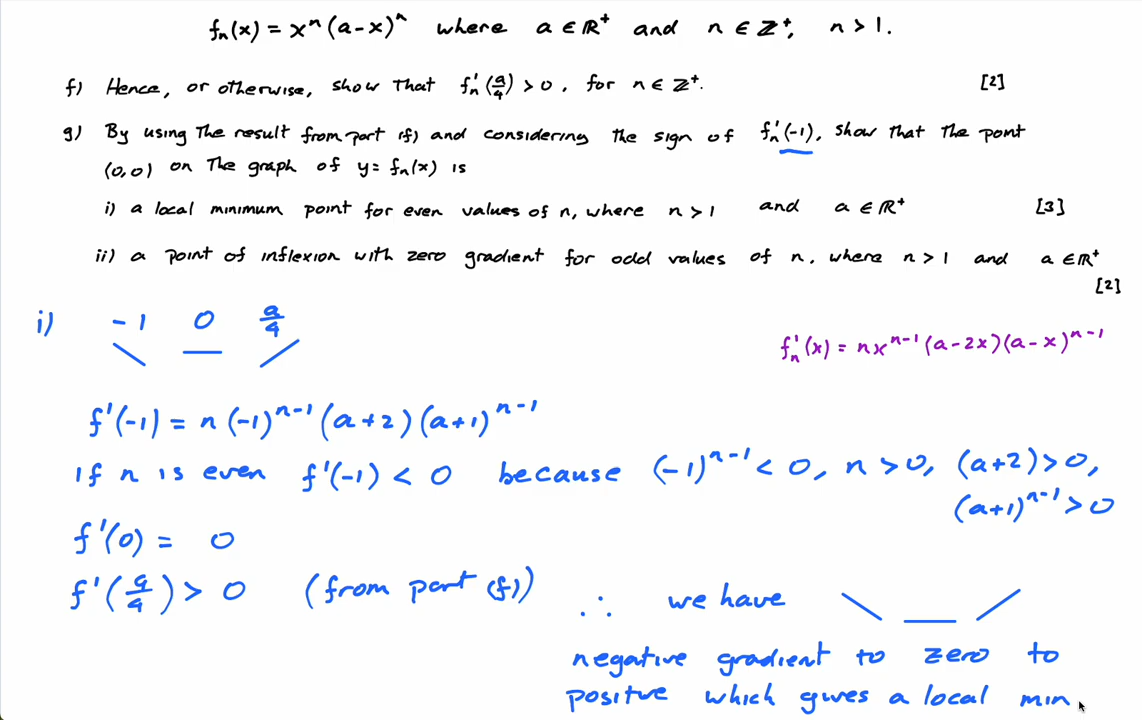 fₙ(x) = xⁿ(a-x)ⁿ where a ∈ ℝ⁺ and n ∈ ℤ⁺, n > 1.
f) Hence, or otherwise, show that fₙ'(a/4) > 0, for n ∈ ℤ⁺. [2]
g) By using the result from part (f) and considering the sign of fₙ'(-1), show that the point
(0,0) on the graph of y = fₙ(x) is
i) a local minimum point for even values of n, where n > 1 and a ∈ ℝ⁺ [3]
ii) a point of inflexion with zero gradient for odd values of n, where n > 1 and a ∈ ℝ⁺
[2]
i) -1 0 a/4
fₙ'(x) = nxⁿ⁻¹(a-2x)(a-x)ⁿ⁻¹
f'(-1) = n(-1)ⁿ⁻¹(a+2)(a+1)ⁿ⁻¹
If n is even f'(-1) < 0 because (-1)ⁿ⁻¹ < 0, n > 0, (a+2) > 0,
(a+1)ⁿ⁻¹ > 0
f'(0) = 0
f'(a/4) > 0 (from part (f))
∴ we have
negative gradient to zero to
positive which gives a local min.